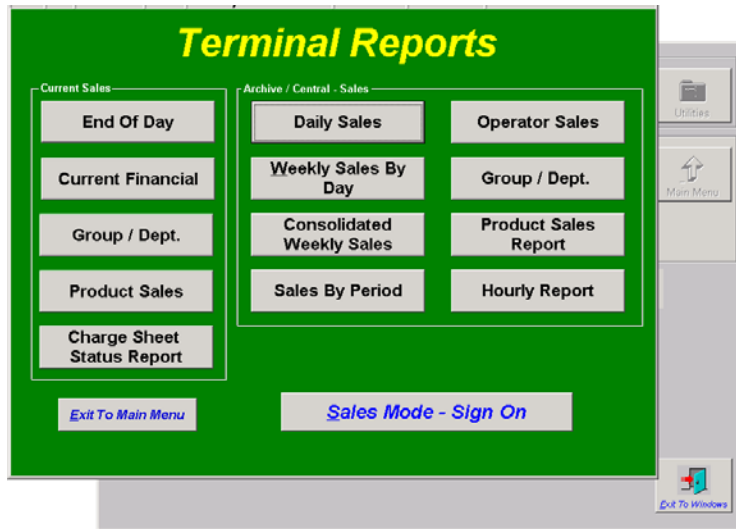 Terminal Reports
Current Sales
End Of Day
Current Financial
Group / Dept.
Product Sales
Charge Sheet
Status Report
Archive / Central - Sales
Daily Sales
Operator Sales
Weekly Sales By
Day
Group / Dept.
Consolidated
Weekly Sales
Product Sales
Report
Sales By Period
Hourly Report
Exit To Main Menu
Sales Mode - Sign On
Utilities
Main Menu
Exit To Windows